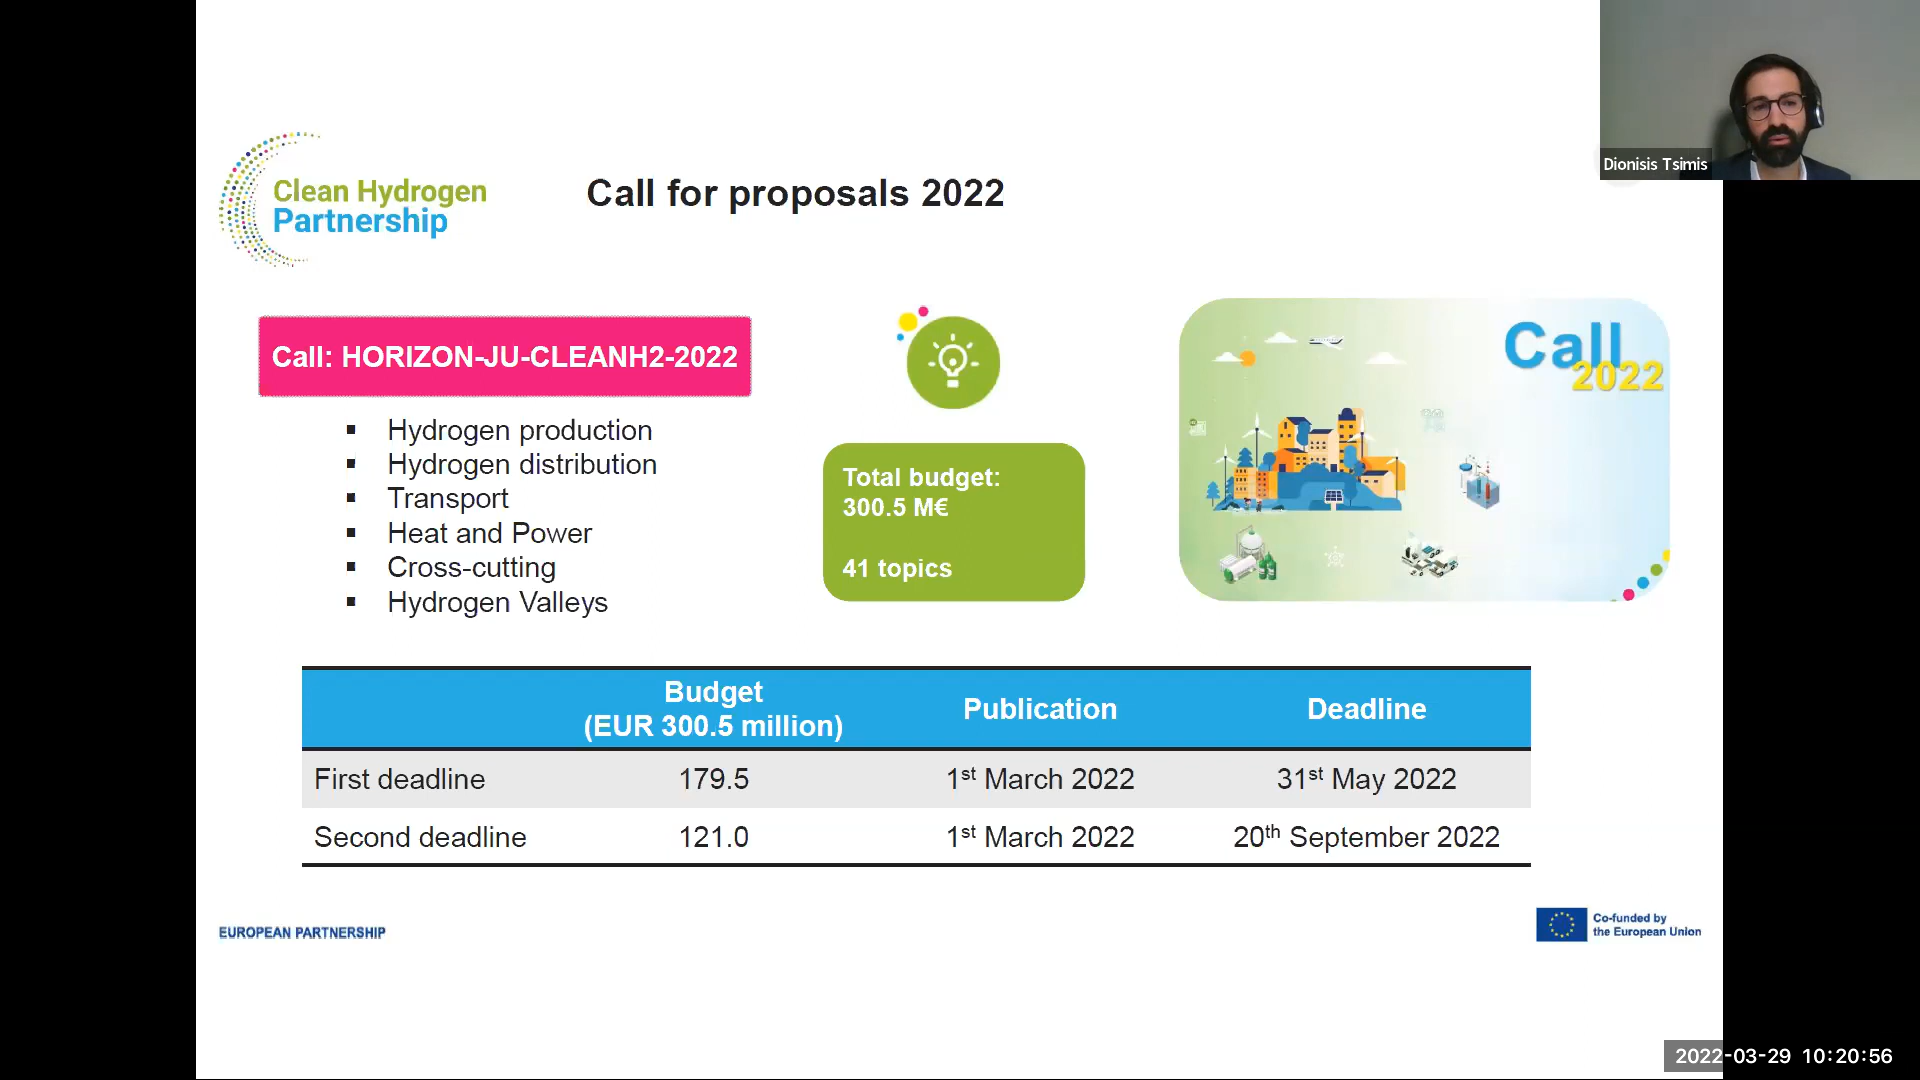 Dionisis Tsimis
Clean Hydrogen
Partnership
Call for proposals 2022
Call: HORIZON-JU-CLEANH2-2022
▪ Hydrogen production
▪ Hydrogen distribution
▪ Transport
▪ Heat and Power
▪ Cross-cutting
▪ Hydrogen Valleys
Total budget:
300.5 M€
41 topics
Call
2022
Budget
(EUR 300.5 million) Publication Deadline
First deadline 179.5 1st March 2022 31st May 2022
Second deadline 121.0 1st March 2022 20th September 2022
EUROPEAN PARTNERSHIP
Co-funded by
the European Union
2022-03-29 10:20:56